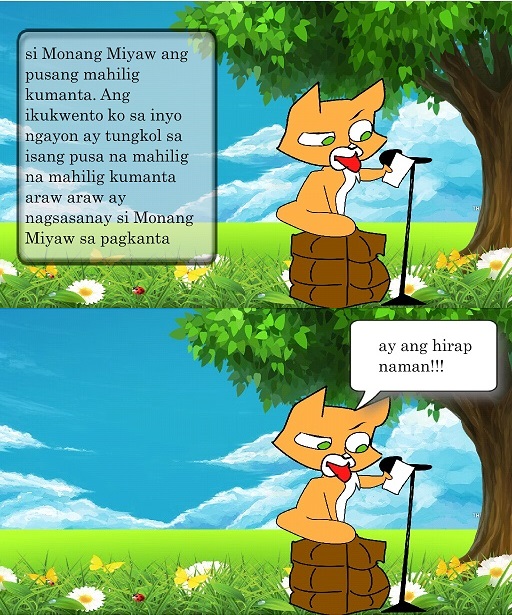 si Monang Miyaw ang
pusang mahilig
kumanta. Ang
ikukwento ko sa inyo
ngayon ay tungkol sa
isang pusa na mahilig
na mahilig kumanta
araw araw ay
nagsasanay si Monang
Miyaw sa pagkanta
ay ang hirap
naman!!!